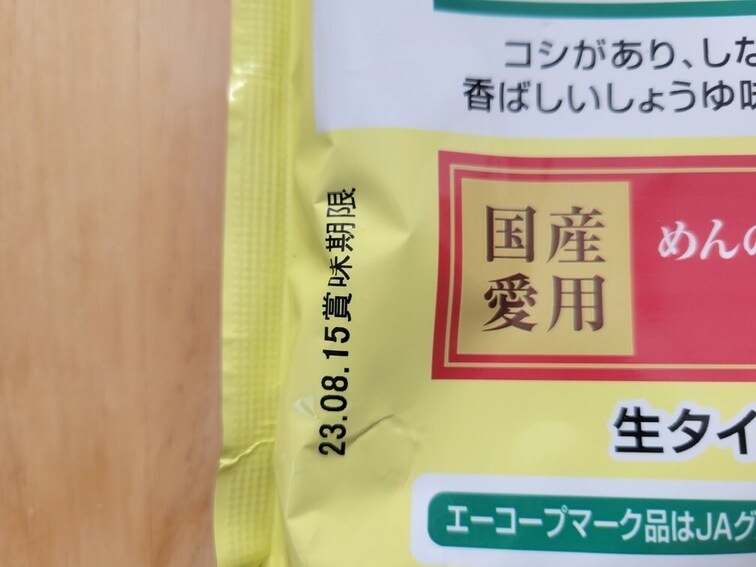 コシがあり、しな
香ばしいしょうゆ味
23.08.15賞味期限
国産
愛用
めんの
生タイ
エーコープマーク品はJAグ